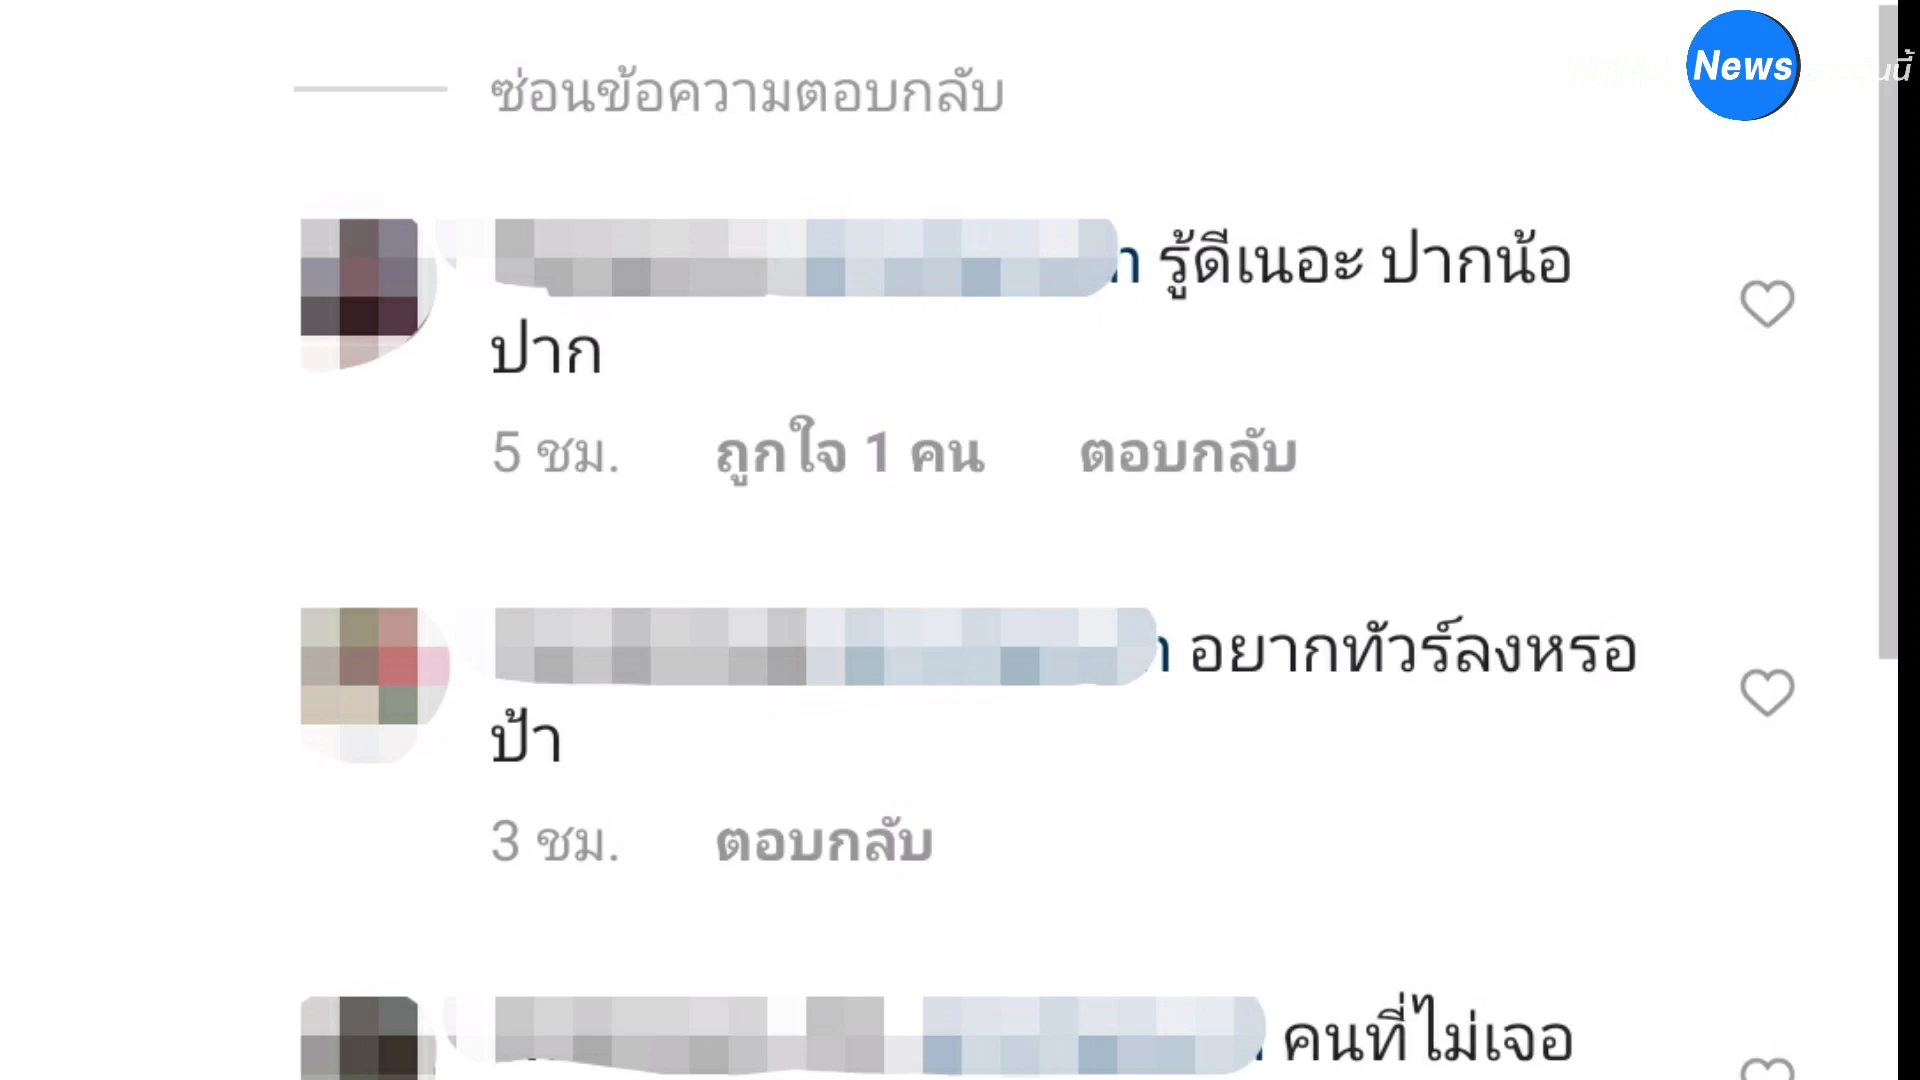 News
ซ่อนข้อความตอบกลับ
รู้ดีเนอะ ปากน้อ
ปาก
5 ชม. ถูกใจ 1 คน ตอบกลับ
อยากทัวร์ลงหรอ
ป้า
3 ชม. ตอบกลับ
คนที่ไม่เจอ